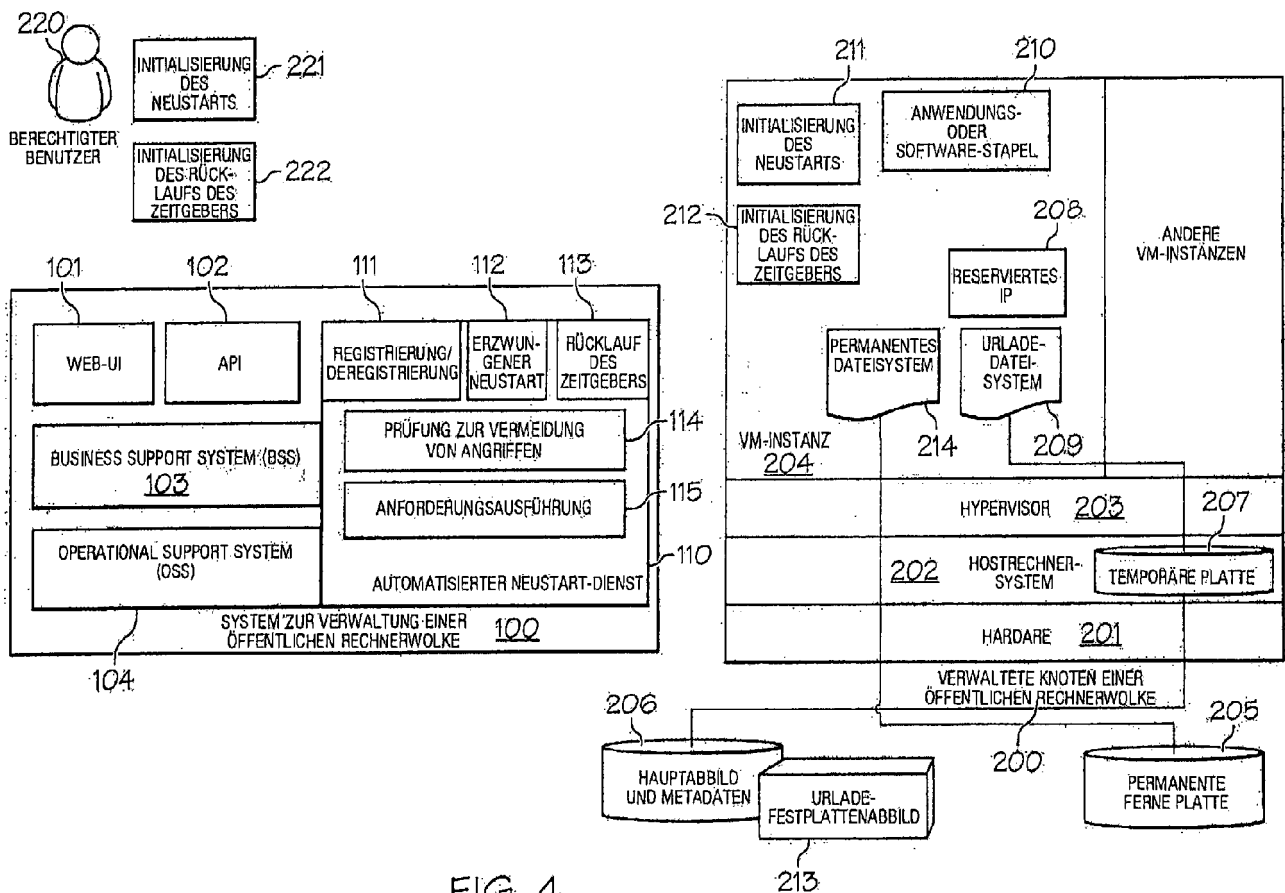 220
INITIALISIERUNG
DES
NEUSTARTS
221
BERECHTIGTER
BENUTZER
INITIALISIERUNG
DES RÜCK-
LAUFS DES
ZEITGEBERS
222
101
102
111
112
113
WEB-UI
API
REGISTRIERUNG/
DEREGISTRIERUNG
ERZWUN-
GENER
NEUSTART
RÜCKLAUF
DES
ZEITGEBERS
PRÜFUNG ZUR VERMEIDUNG
VON ANGRIFFEN
114
BUSINESS SUPPORT SYSTEM (BSS)
103
ANFORDERUNGSAUSFÜHRUNG
115
OPERATIONAL SUPPORT SYSTEM
(OSS)
110
AUTOMATISIERTER NEUSTART-DIENST
SYSTEM ZUR VERWALTUNG EINER
ÖFFENTLICHEN RECHNERWOLKE
100
104
211
210
INITIALISIERUNG
DES
NEUSTARTS
ANWENDUNGS-
ODER
SOFTWARE-STAPEL
212
INITIALISIERUNG
DES RÜCK-
LAUFS DES
ZEITGEBERS
208
RESERVIERTES
IP
ANDERE
VM-INSTÄNZEN
PERMANENTES
DATEISYSTEM
URLADE-
DATEI-
SYSTEM
214
209
VM-INSTANZ
204
HYPERVISOR
203
207
202
HOSTRECHNER-
SYSTEM
TEMPORÄRE PLATTE
HARDARE
201
VERWALTETE KNOTEN EINER
ÖFFENTLICHEN RECHNERWOLKE
206
205
200
HAUPTABBILD
UND METADATEN
URLADE-
FESTPLATTENABBILD
PERMANENTE
FERNE PLATTE
213
FIG. 4